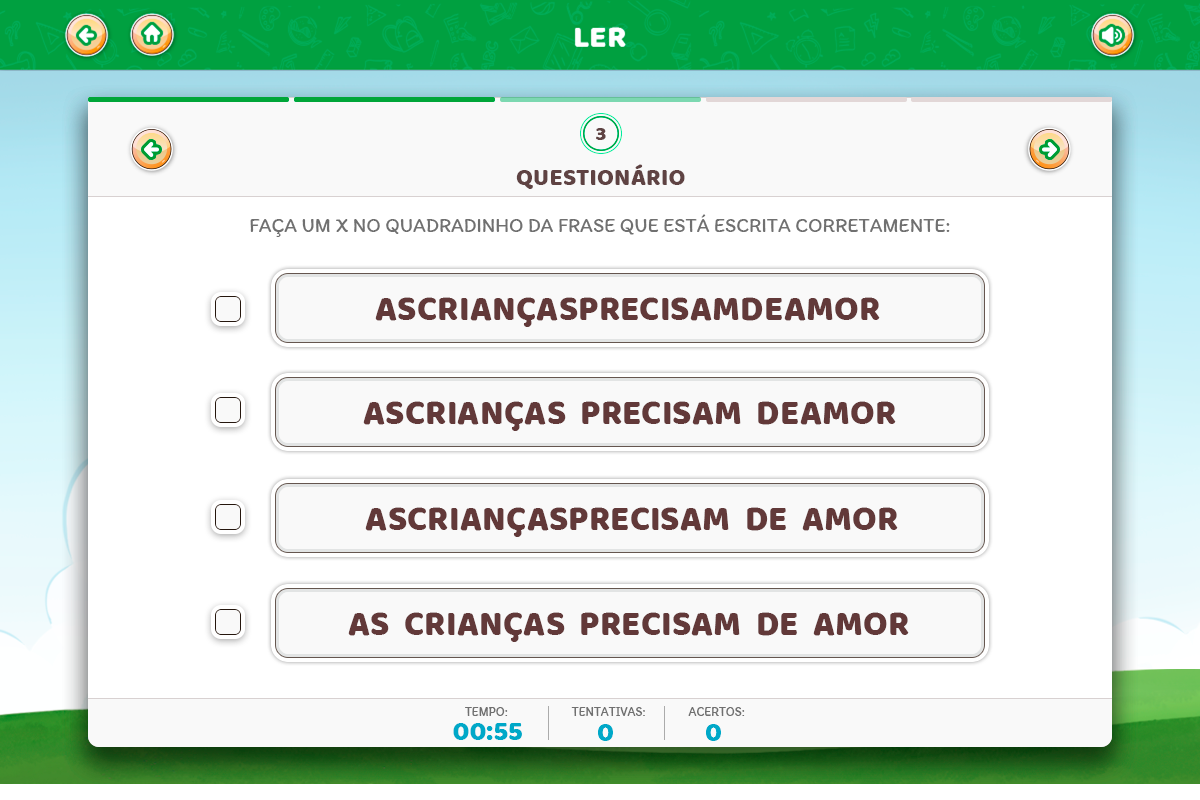 LER
3
QUESTIONÁRIO
FAÇA UM X NO QUADRADINHO DA FRASE QUE ESTÁ ESCRITA CORRETAMENTE:
ASCRIANÇASPRECISAMDEAMOR
ASCRIANÇAS PRECISAM DEAMOR
ASCRIANÇASPRECISAM DE AMOR
AS CRIANÇAS PRECISAM DE AMOR
TEMPO: TENTATIVAS: ACERTOS:
00:55 0 0